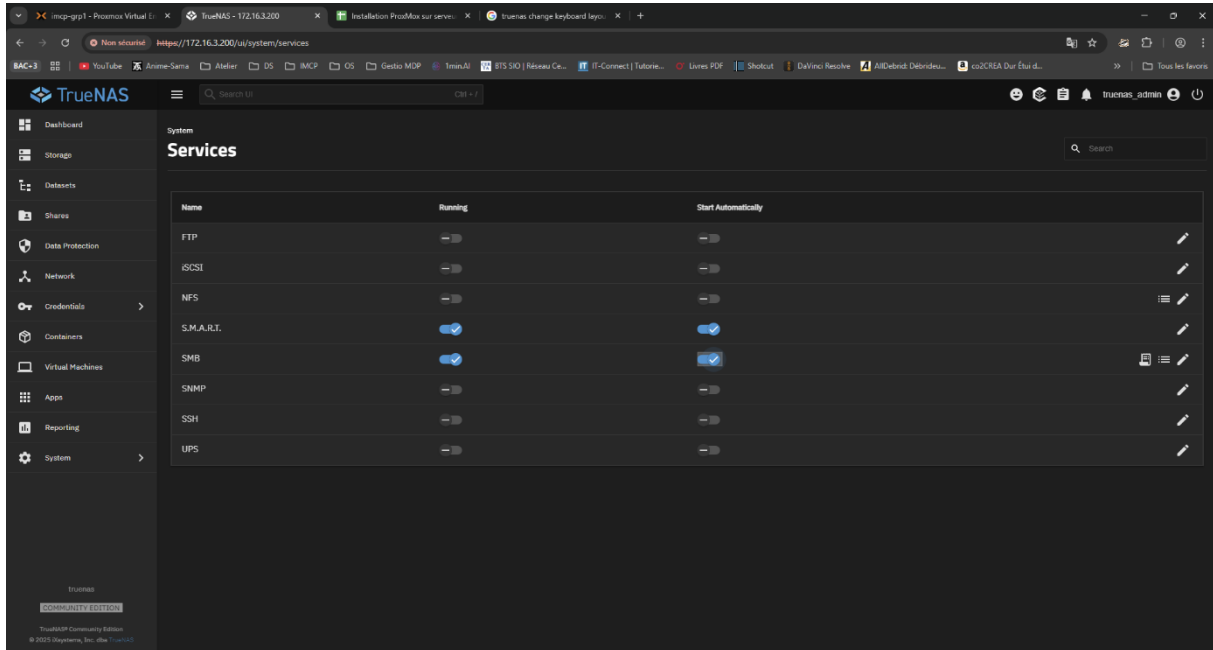 imcp-grp1 - Proxmox Virtual En
TrueNAS - 172.16.3.200
Installation ProxMox sur serveu
truenas change keyboard layou
Non sécurisé https://172.16.3.200/ui/system/services
BAC+3 YouTube Anime-Sama Atelier DS IMCP OS Gestio MDP 1min.AI BTS SIO | Réseau Ce... IT-Connect | Tutorie... Livres PDF Shotcut DaVinci Resolve AllDebrid: Débrideu... co2CREA Dur Étui d... » Tous les favoris
TrueNAS
Search UI Ctrl + /
truenas_admin
Dashboard
Storage
Datasets
Shares
Data Protection
Network
Credentials
Containers
Virtual Machines
Apps
Reporting
System
truenas
COMMUNITY EDITION
TrueNAS® Community Edition
© 2025 iXsystems, Inc. dba TrueNAS
System
Services
Search
Name Running Start Automatically
FTP
iSCSI
NFS
S.M.A.R.T.
SMB
SNMP
SSH
UPS